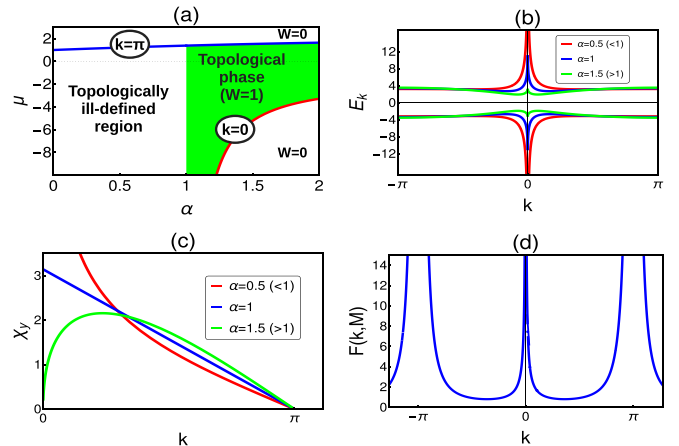 (a)
2
0
−2
−4
−6
−8
μ
0
0.5
1
1.5
2
α
k=π
W=0
Topological
phase
(W=1)
Topologically
ill-defined
region
k=0
W=0
(b)
12
4
0
−4
−12
E_k
−π
0
π
k
α=0.5 (<1)
α=1
α=1.5 (>1)
(c)
3
2
1
0
χ_y
0
π
k
α=0.5 (<1)
α=1
α=1.5 (>1)
(d)
14
12
10
8
6
4
2
0
F(k,M)
−π
0
π
k